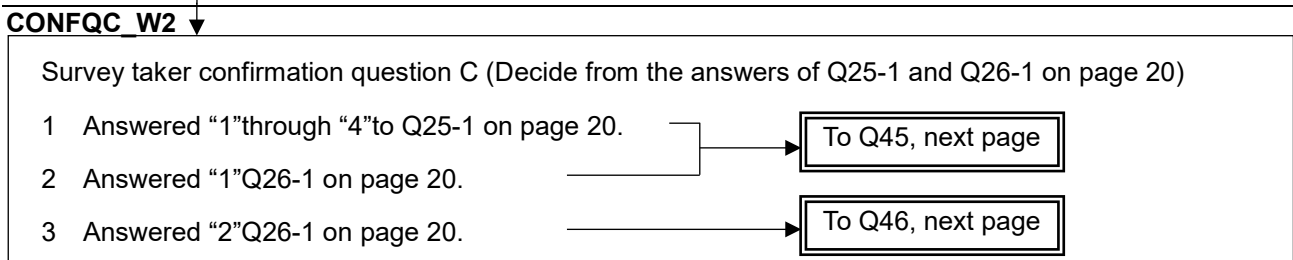 CONFQC_W2
Survey taker confirmation question C (Decide from the answers of Q25-1 and Q26-1 on page 20)
1 Answered “1”through “4”to Q25-1 on page 20.
To Q45, next page
2 Answered “1”Q26-1 on page 20.
3 Answered “2”Q26-1 on page 20.
To Q46, next page